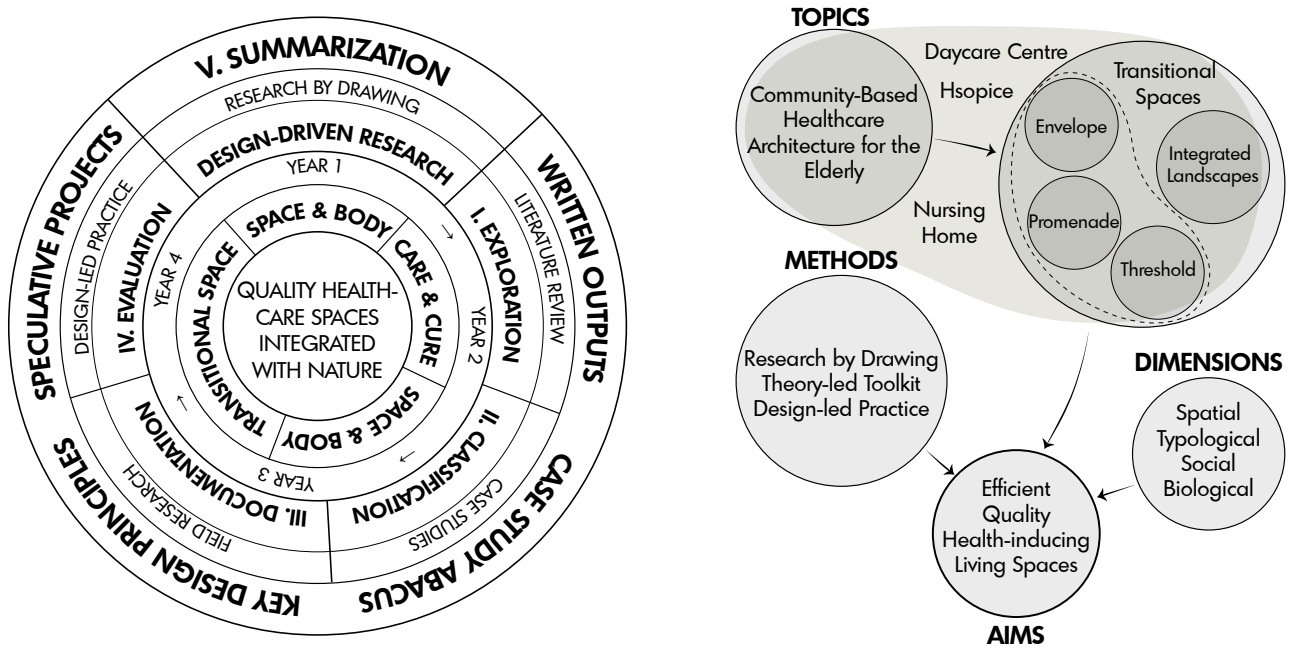 V. SUMMARIZATION
RESEARCH BY DRAWING
DESIGN-DRIVEN RESEARCH
YEAR 1
WRITTEN OUTPUTS
LITERATURE REVIEW
I. EXPLORATION
YEAR 2
CASE STUDY ABACUS
CASE STUDIES
II. CLASSIFICATION
YEAR 3
KEY DESIGN PRINCIPLES
FIELD RESEARCH
III. DOCUMENTATION
SPECULATIVE PROJECTS
DESIGN-LED PRACTICE
IV. EVALUATION
YEAR 4
SPACE & BODY
CARE & CURE
SPACE & BODY
TRANSITIONAL SPACE
QUALITY HEALTH-
CARE SPACES
INTEGRATED
WITH NATURE
TOPICS
Community-Based
Healthcare
Architecture for the
Elderly
Daycare Centre
Hsopice
Nursing
Home
Transitional
Spaces
Envelope
Integrated
Landscapes
Promenade
Threshold
METHODS
Research by Drawing
Theory-led Toolkit
Design-led Practice
DIMENSIONS
Spatial
Typological
Social
Biological
Efficient
Quality
Health-inducing
Living Spaces
AIMS